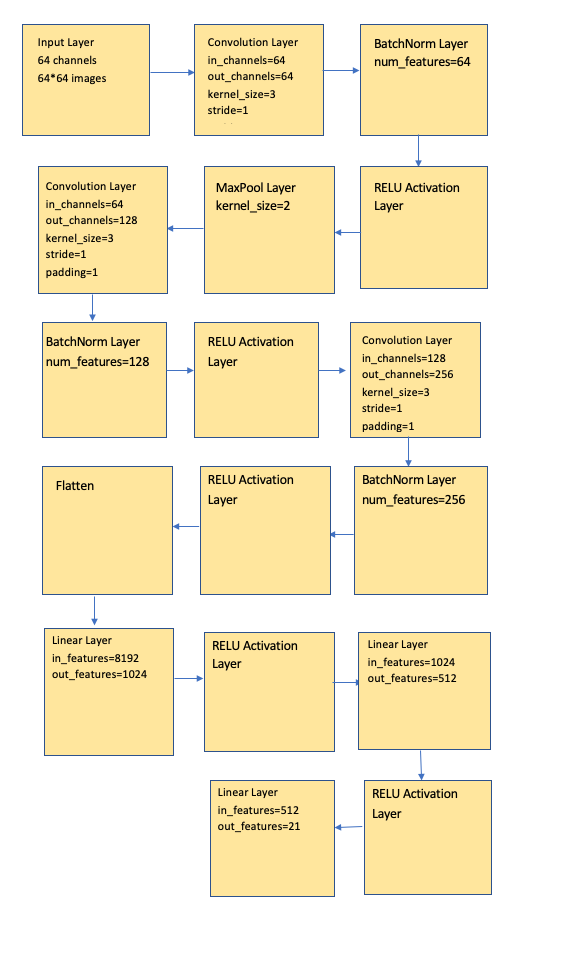 Input Layer
64 channels
64*64 images
Convolution Layer
in_channels=64
out_channels=64
kernel_size=3
stride=1
BatchNorm Layer
num_features=64
RELU Activation
Layer
MaxPool Layer
kernel_size=2
Convolution Layer
in_channels=64
out_channels=128
kernel_size=3
stride=1
padding=1
BatchNorm Layer
num_features=128
RELU Activation
Layer
Convolution Layer
in_channels=128
out_channels=256
kernel_size=3
stride=1
padding=1
BatchNorm Layer
num_features=256
RELU Activation
Layer
Flatten
Linear Layer
in_features=8192
out_features=1024
RELU Activation
Layer
Linear Layer
in_features=1024
out_features=512
RELU Activation
Layer
Linear Layer
in_features=512
out_features=21